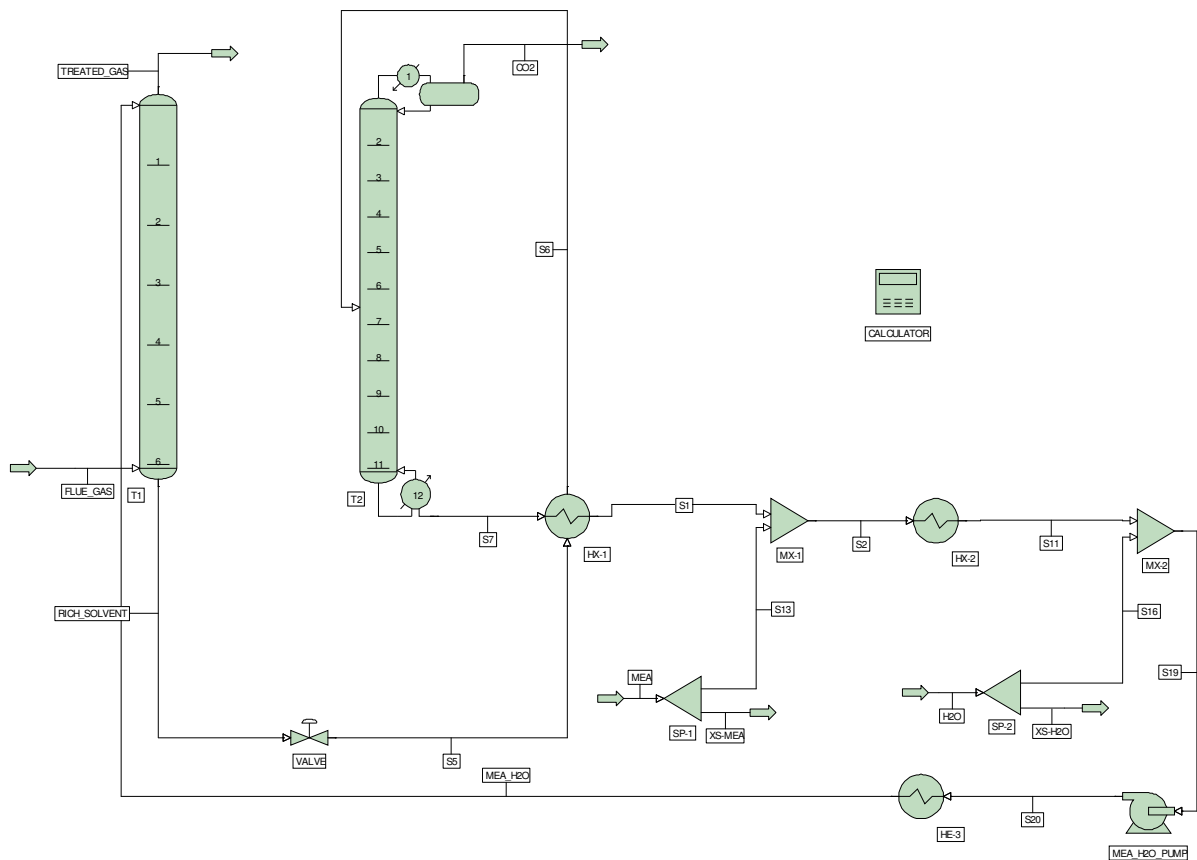 1
CO2
TREATED_GAS
1
2
3
4
5
6
FLUE_GAS
T1
2
3
4
5
6
7
8
9
10
11
12
T2
S6
CALCULATOR
S7
HX-1
S1
MX-1
S2
HX-2
S11
MX-2
RICH_SOLVENT
S13
S16
MEA
SP-1
XS-MEA
H2O
SP-2
XS-H2O
S19
VALVE
S5
MEA_H2O
HE-3
S20
MEA_H2O_PUMP